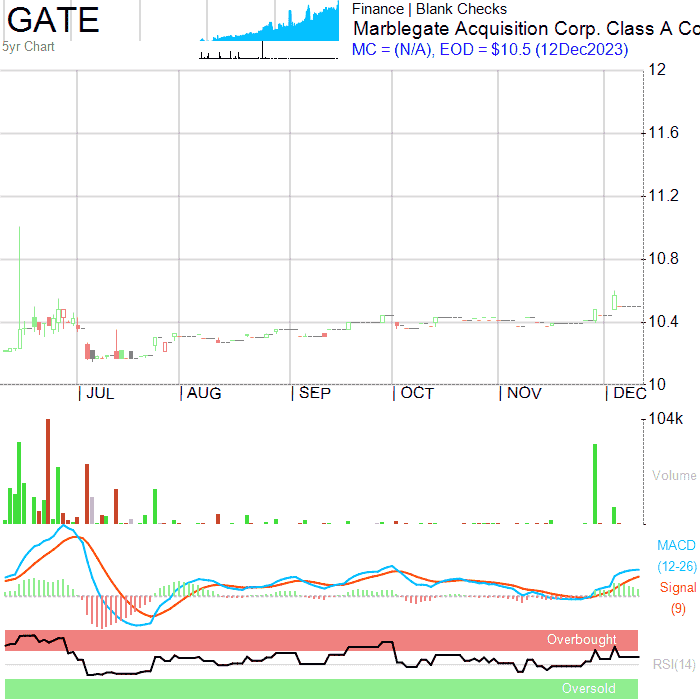 GATE
5yr Chart
Finance | Blank Checks
Marblegate Acquisition Corp. Class A Co
MC = (N/A), EOD = $10.5 (12Dec2023)
12
11.6
11.2
10.8
10.4
10
| JUL | AUG | SEP | OCT | NOV | DEC
104k
Volume
MACD
(12-26)
Signal
(9)
Overbought
RSI(14)
Oversold